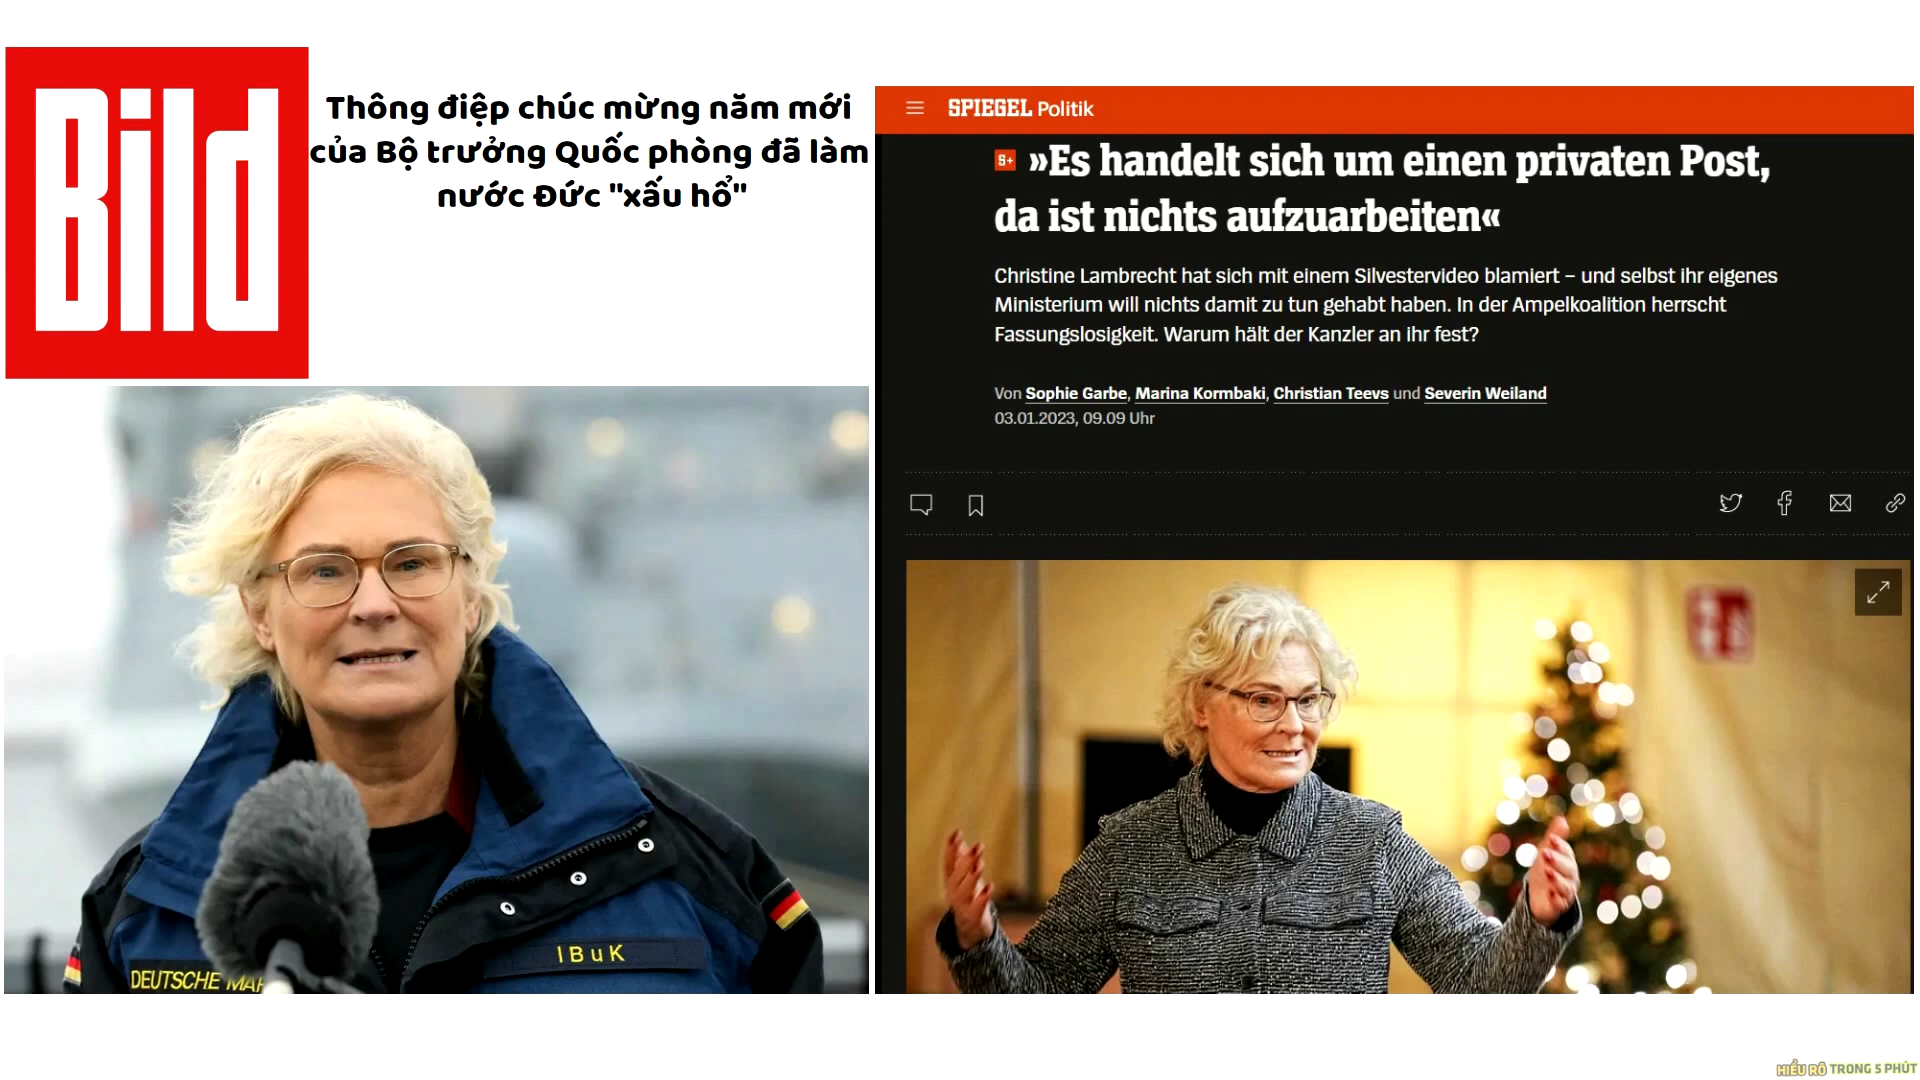 Bild
Thông điệp chúc mừng năm mới
của Bộ trưởng Quốc phòng đã làm
nước Đức "xấu hổ"
DEUTSCHE MAR
IBuK
SPIEGEL Politik
S+ »Es handelt sich um einen privaten Post,
da ist nichts aufzuarbeiten«
Christine Lambrecht hat sich mit einem Silvestervideo blamiert – und selbst ihr eigenes
Ministerium will nichts damit zu tun gehabt haben. In der Ampelkoalition herrscht
Fassungslosigkeit. Warum hält der Kanzler an ihr fest?
Von Sophie Garbe, Marina Kormbaki, Christian Teevs und Severin Weiland
03.01.2023, 09.09 Uhr
HIỂU RÕ TRONG 5 PHÚT